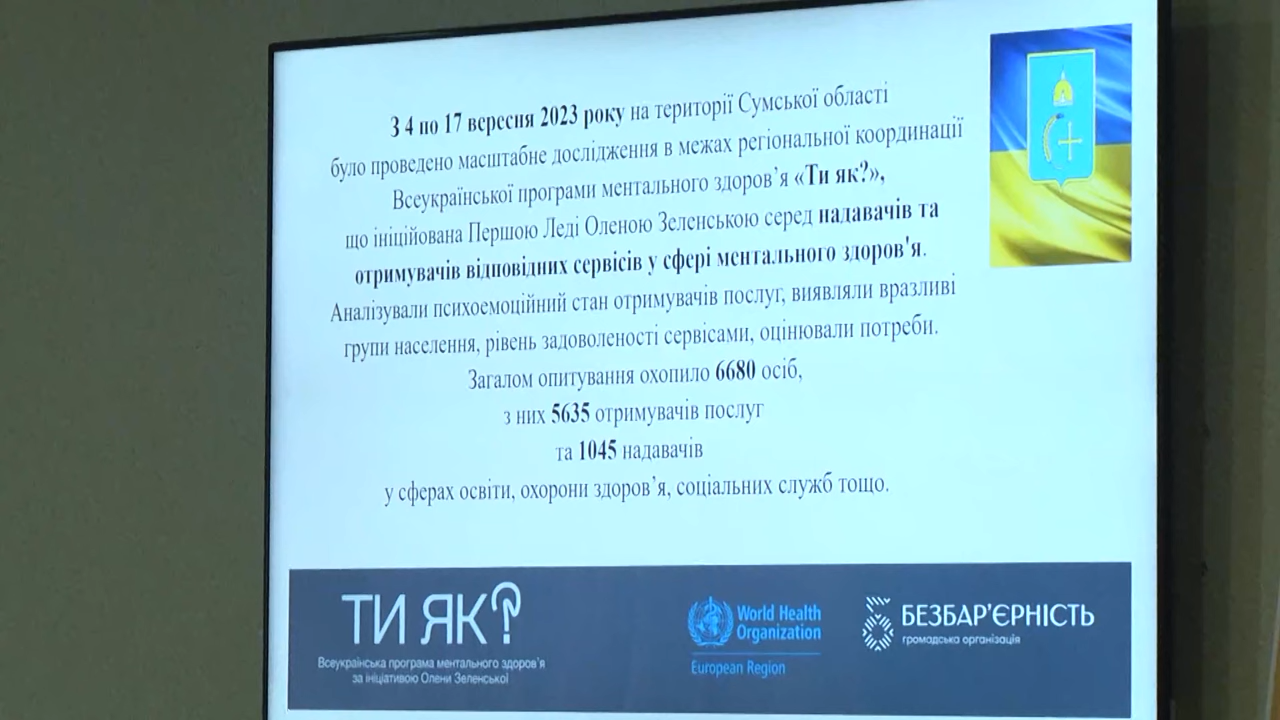 З 4 по 17 вересня 2023 року на території Сумської області
було проведено масштабне дослідження в межах регіональної координації
Всеукраїнської програми ментального здоров’я «Ти як?»,
що ініційована Першою Леді Оленою Зеленською серед надавачів та
отримувачів відповідних сервісів у сфері ментального здоров'я.
Аналізували психоемоційний стан отримувачів послуг, виявляли вразливі
групи населення, рівень задоволеності сервісами, оцінювали потреби.
Загалом опитування охопило 6680 осіб,
з них 5635 отримувачів послуг
та 1045 надавачів
у сферах освіти, охорони здоров’я, соціальних служб тощо.
ТИ ЯК?
Всеукраїнська програма ментального здоров’я
за ініціативою Олени Зеленської
World Health
Organization
European Region
БЕЗБАР’ЄРНІСТЬ
громадська організація